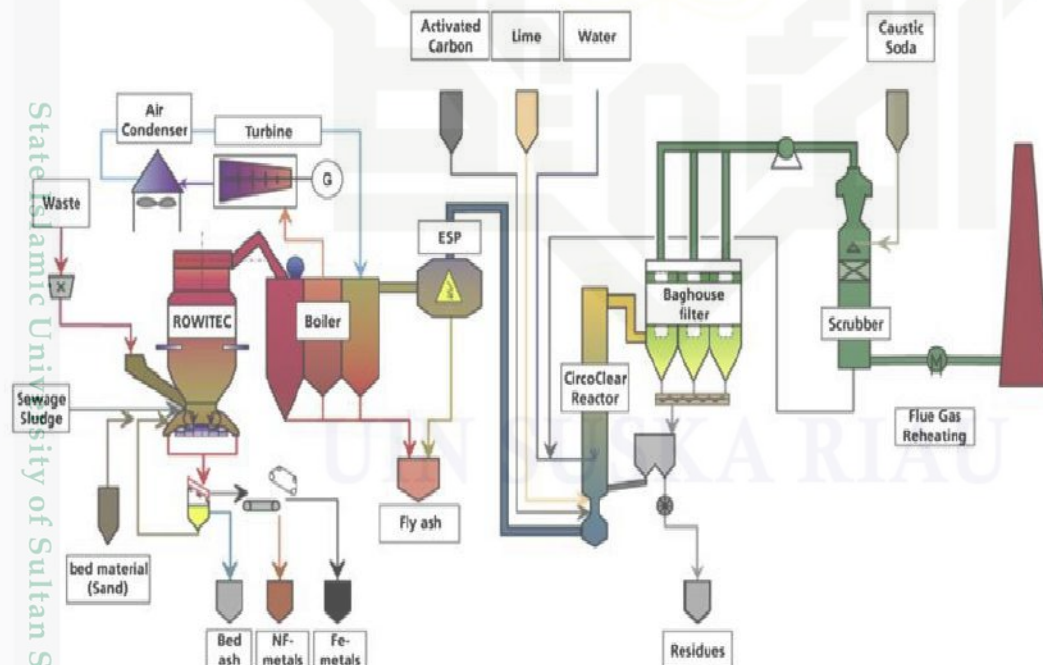 Activated
Carbon
Lime
Water
Caustic
Soda
Air
Condenser
Turbine
G
Waste
ESP
ROWITEC
Boiler
Baghouse
filter
Scrubber
CircoClear
Reactor
Sewage
Sludge
M
Flue Gas
Reheating
Fly ash
bed material
(Sand)
Bed
ash
NF-
metals
Fe-
metals
Residues
UIN SUSKA RIAU
State Islamic University of Sultan S